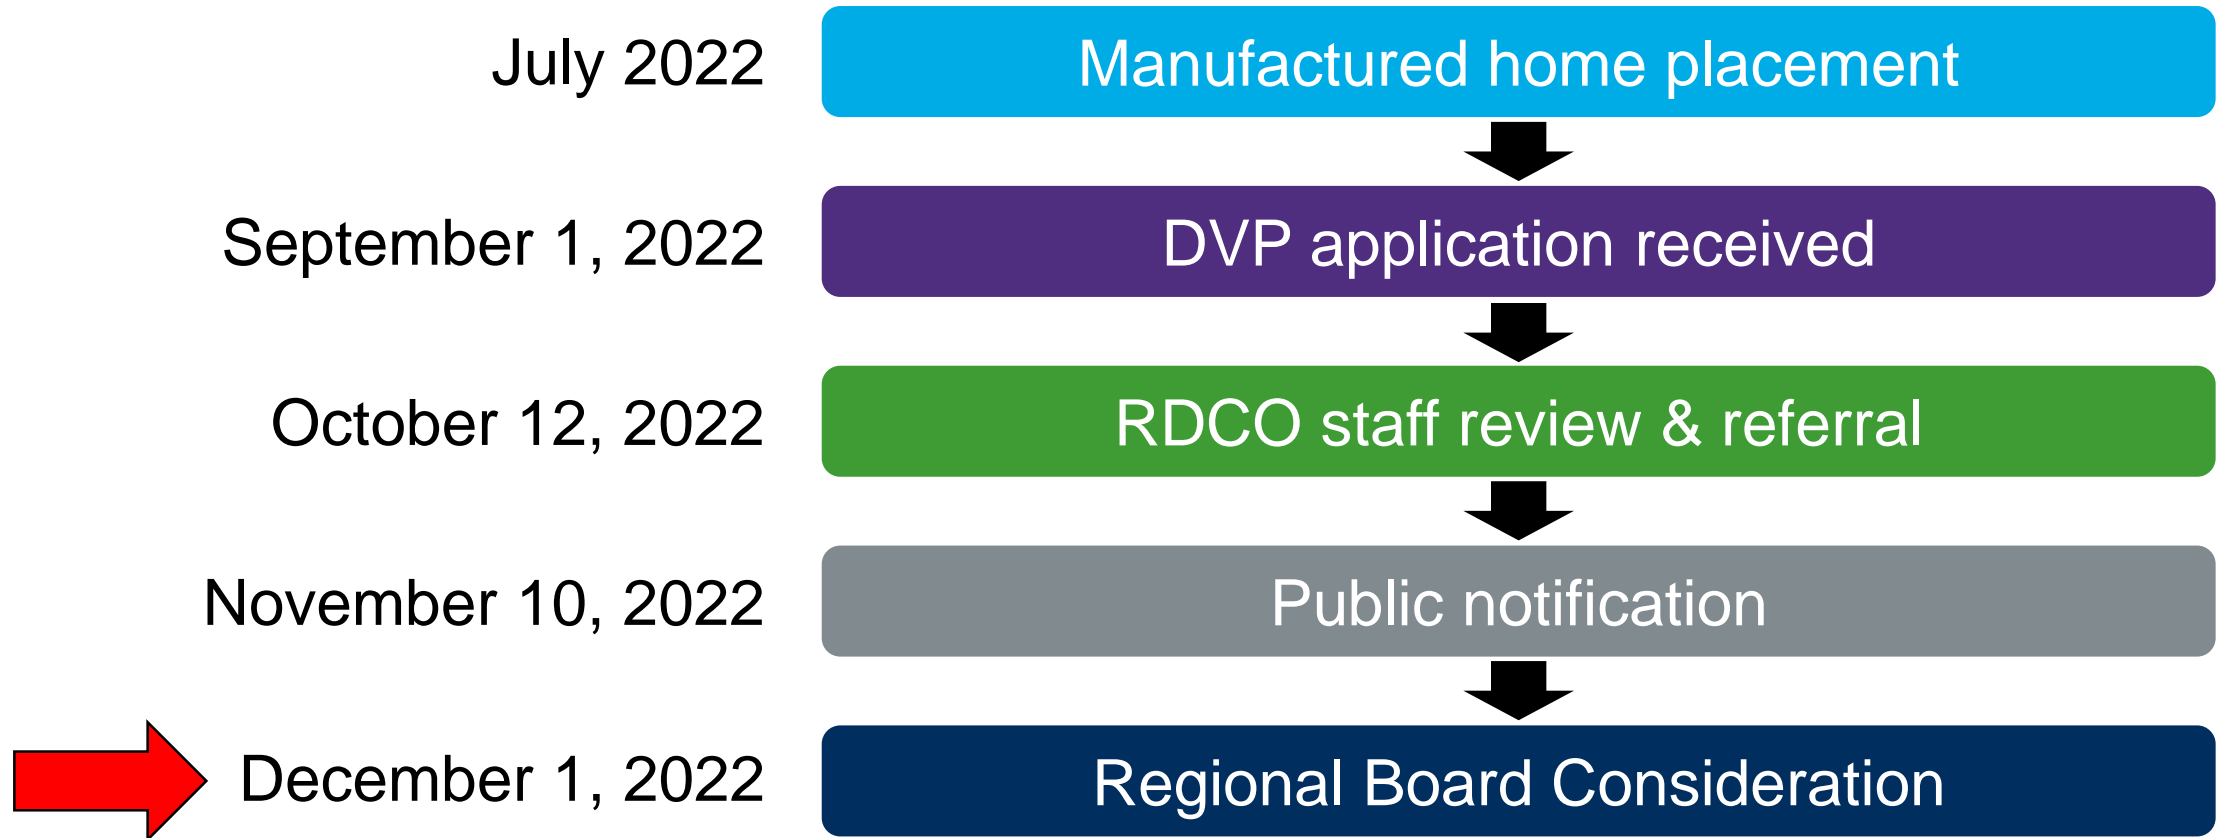 July 2022
Manufactured home placement
September 1, 2022
DVP application received
October 12, 2022
RDCO staff review & referral
November 10, 2022
Public notification
December 1, 2022
Regional Board Consideration